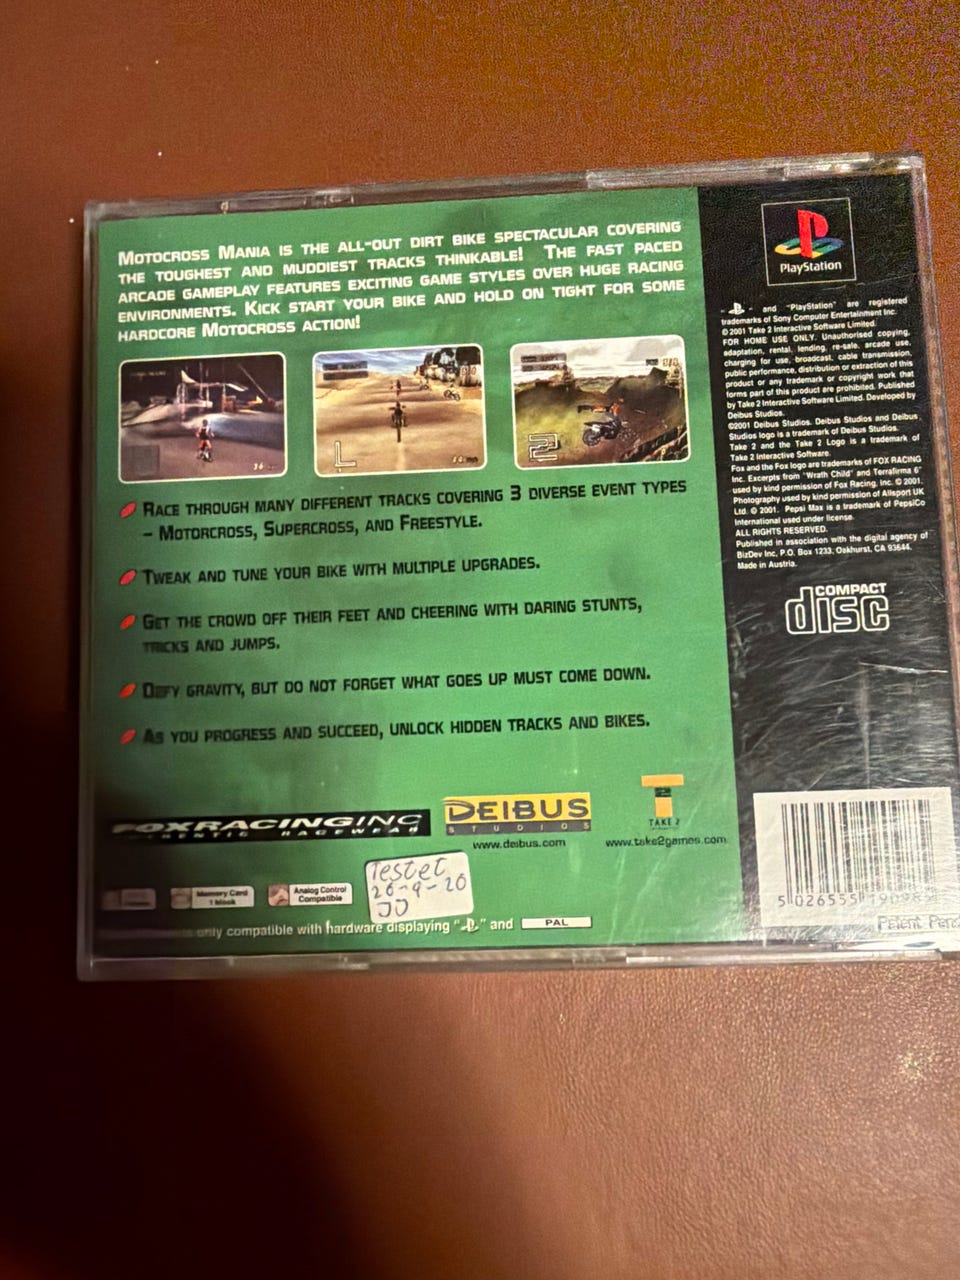 MOTOCROSS MANIA IS THE ALL-OUT DIRT BIKE SPECTACULAR COVERING
THE TOUGHEST AND MUDDIEST TRACKS THINKABLE! THE FAST PACED
ARCADE GAMEPLAY FEATURES EXCITING GAME STYLES OVER HUGE RACING
ENVIRONMENTS. KICK START YOUR BIKE AND HOLD ON TIGHT FOR SOME
HARDCORE MOTOCROSS ACTION!
L
2
RACE THROUGH MANY DIFFERENT TRACKS COVERING 3 DIVERSE EVENT TYPES
– MOTORCROSS, SUPERCROSS, AND FREESTYLE.
TWEAK AND TUNE YOUR BIKE WITH MULTIPLE UPGRADES.
GET THE CROWD OFF THEIR FEET AND CHEERING WITH DARING STUNTS,
TRICKS AND JUMPS.
DEFY GRAVITY, BUT DO NOT FORGET WHAT GOES UP MUST COME DOWN.
AS YOU PROGRESS AND SUCCEED, UNLOCK HIDDEN TRACKS AND BIKES.
FOXRACINGINC
RACEWEAR
DEIBUS
STUDIOS
www.deibus.com
TAKE 2
www.take2games.com
Testet
26-9-20
JJ
Memory Card
1 block
Analog Control
Compatible
only compatible with hardware displaying " " and PAL
PlayStation
and "PlayStation" are registered
trademarks of Sony Computer Entertainment Inc.
©2001 Take 2 Interactive Software Limited.
FOR HOME USE ONLY. Unauthorised copying,
adaptation, rental, lending, re-sale, arcade use,
charging for use, broadcast, cable transmission,
public performance, distribution or extraction of this
product or any trademark or copyright work that
forms part of this product are prohibited. Published
by Take 2 Interactive Software Limited. Developed by
Deibus Studios.
©2001 Deibus Studios. Deibus Studios and Deibus
Studios logo is a trademark of Deibus Studios.
Take 2 and the Take 2 Logo is a trademark of
Take 2 Interactive Software.
Fox and the Fox logo are trademarks of FOX RACING
Inc. Excerpts from "Wrath Child" and Terrafirma 6"
used by kind permission of Fox Racing, Inc. © 2001.
Photography used by kind permission of Allsport UK
Ltd. © 2001. Pepsi Max is a trademark of PepsiCo
International used under license.
ALL RIGHTS RESERVED.
Published in association with the digital agency of
BizDev Inc, P.O. Box 1233, Oakhurst, CA 93644.
Made in Austria.
COMPACT
disc
5 026555
Patent